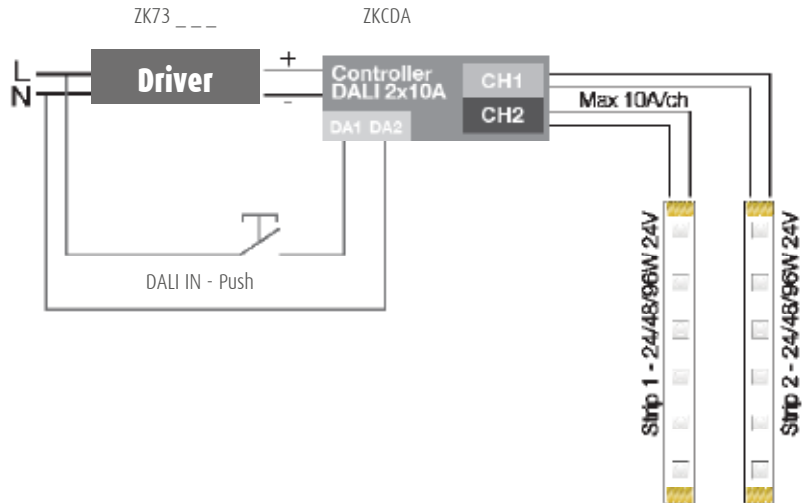 ZK73 _ _ _
ZKCDA
L
N
Driver
+
-
Controller
DALI 2x10A
CH1
CH2
DA1 DA2
Max 10A/ch
DALI IN - Push
Strip 1 - 24/48/96W 24V
Strip 2 - 24/48/96W 24V